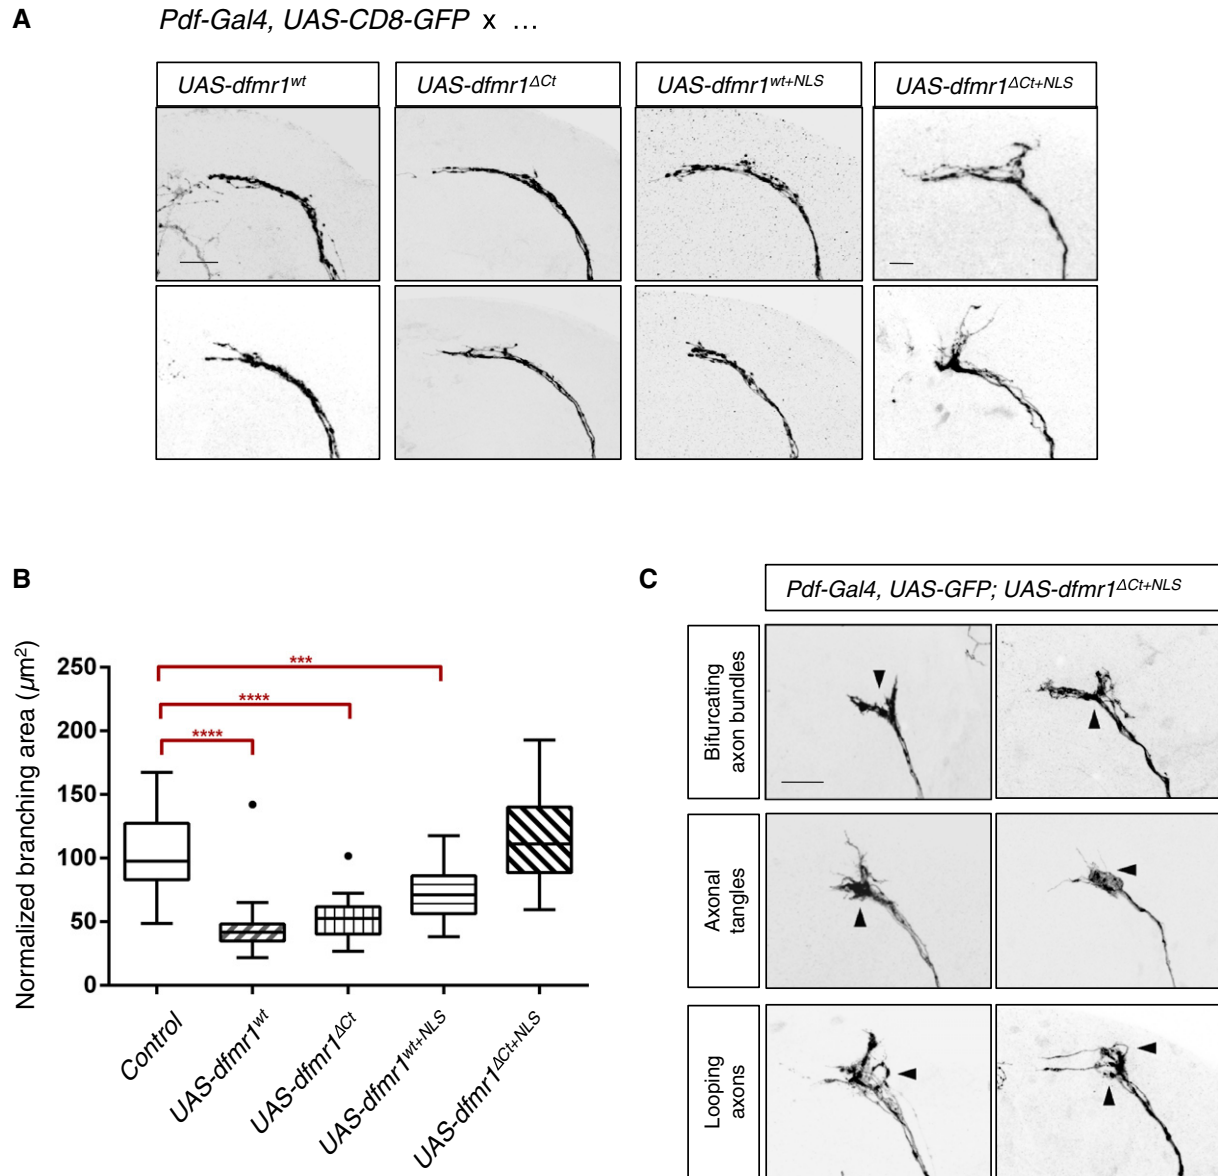 A
Pdf-Gal4, UAS-CD8-GFP x ...
UAS-dfmr1wt
UAS-dfmr1ΔCt
UAS-dfmr1wt+NLS
UAS-dfmr1ΔCt+NLS
B
Normalized branching area (µm2)
250
200
150
100
50
0
***
****
****
Control
UAS-dfmr1wt
UAS-dfmr1ΔCt
UAS-dfmr1wt+NLS
UAS-dfmr1ΔCt+NLS
C
Pdf-Gal4, UAS-GFP; UAS-dfmr1ΔCt+NLS
Bifurcating
axon bundles
Axonal
tangles
Looping
axons